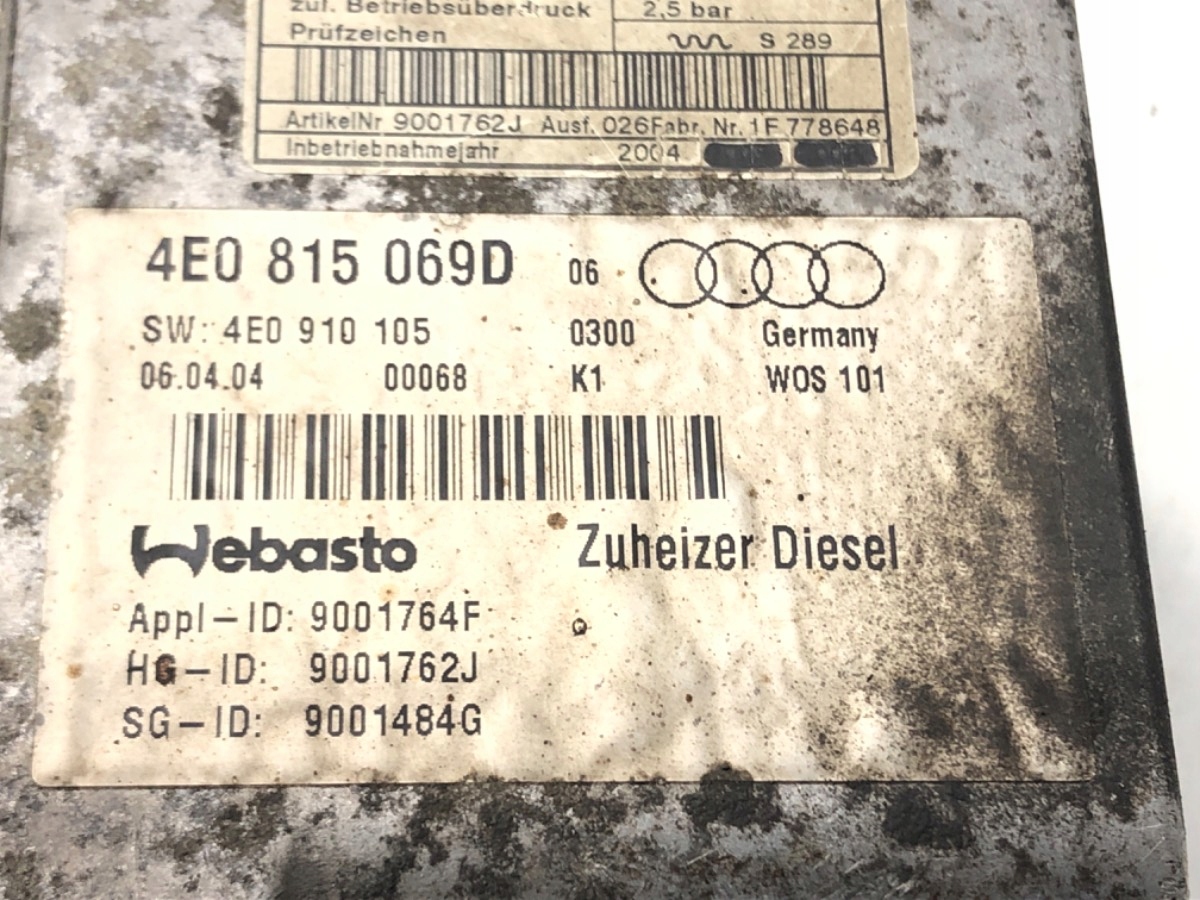 zul. Betriebsüberdruck 2,5 bar
Prüfzeichen S 289
ArtikelNr 9001762J Ausf. 026 Fabr. Nr. 1F 778648
Inbetriebnahmejahr 2004
4E0 815 069D 06
SW: 4E0 910 105 0300 Germany
06.04.04 00068 K1 WOS 101
Webasto Zuheizer Diesel
Appl-ID: 9001764F
HG-ID: 9001762J
SG-ID: 9001484G